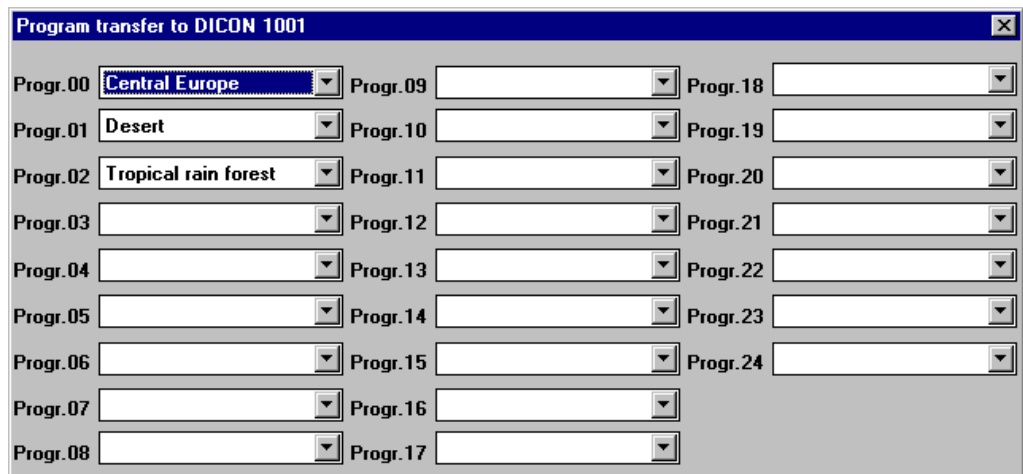 Program transfer to DICON 1001
Progr.00 Central Europe Progr.09 Progr.18
Progr.01 Desert Progr.10 Progr.19
Progr.02 Tropical rain forest Progr.11 Progr.20
Progr.03 Progr.12 Progr.21
Progr.04 Progr.13 Progr.22
Progr.05 Progr.14 Progr.23
Progr.06 Progr.15 Progr.24
Progr.07 Progr.16
Progr.08 Progr.17